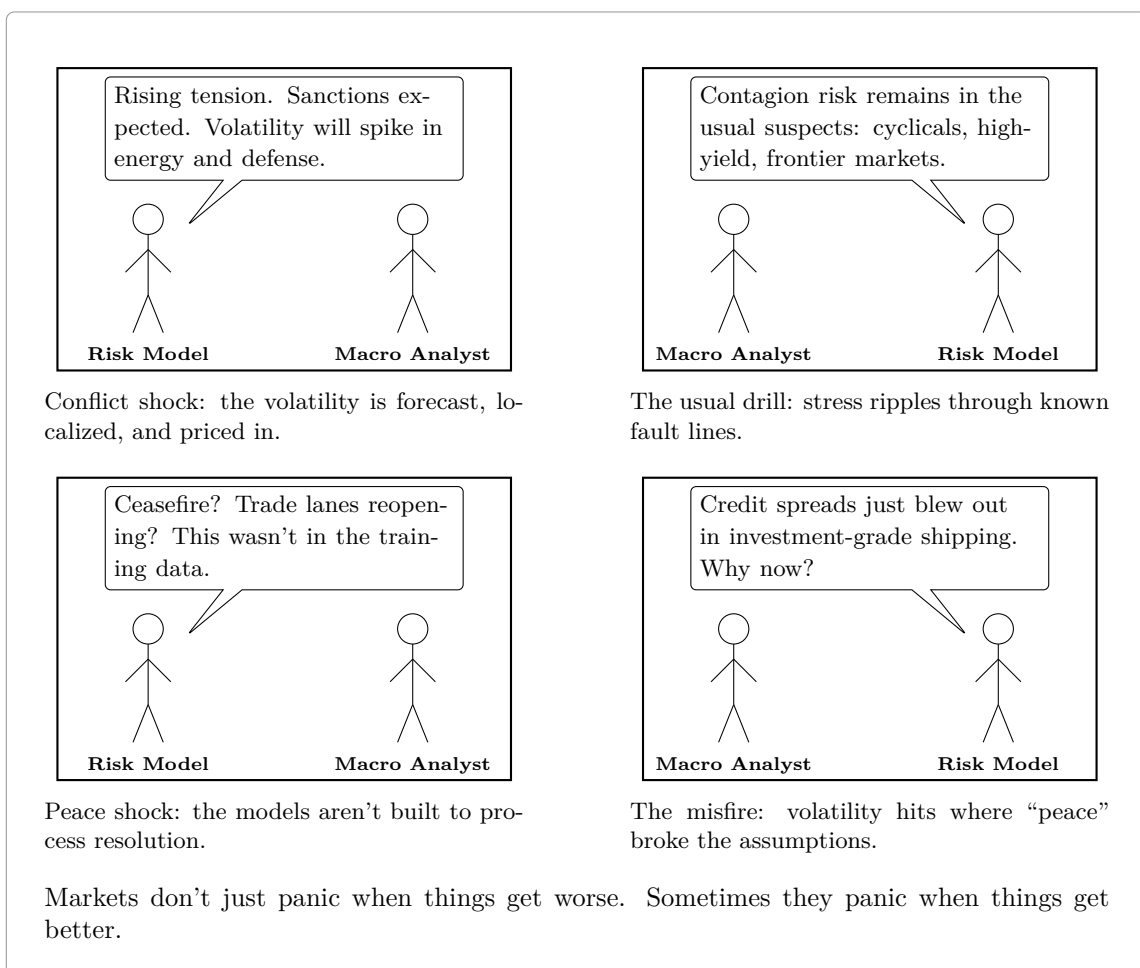 Rising tension. Sanctions ex-
pected. Volatility will spike in
energy and defense.
Risk Model
Macro Analyst
Conflict shock: the volatility is forecast, lo-
calized, and priced in.
Contagion risk remains in the
usual suspects: cyclicals, high-
yield, frontier markets.
Macro Analyst
Risk Model
The usual drill: stress ripples through known
fault lines.
Ceasefire? Trade lanes reopen-
ing? This wasn't in the train-
ing data.
Risk Model
Macro Analyst
Peace shock: the models aren't built to pro-
cess resolution.
Credit spreads just blew out
in investment-grade shipping.
Why now?
Macro Analyst
Risk Model
The misfire: volatility hits where “peace”
broke the assumptions.
Markets don't just panic when things get worse. Sometimes they panic when things get
better.